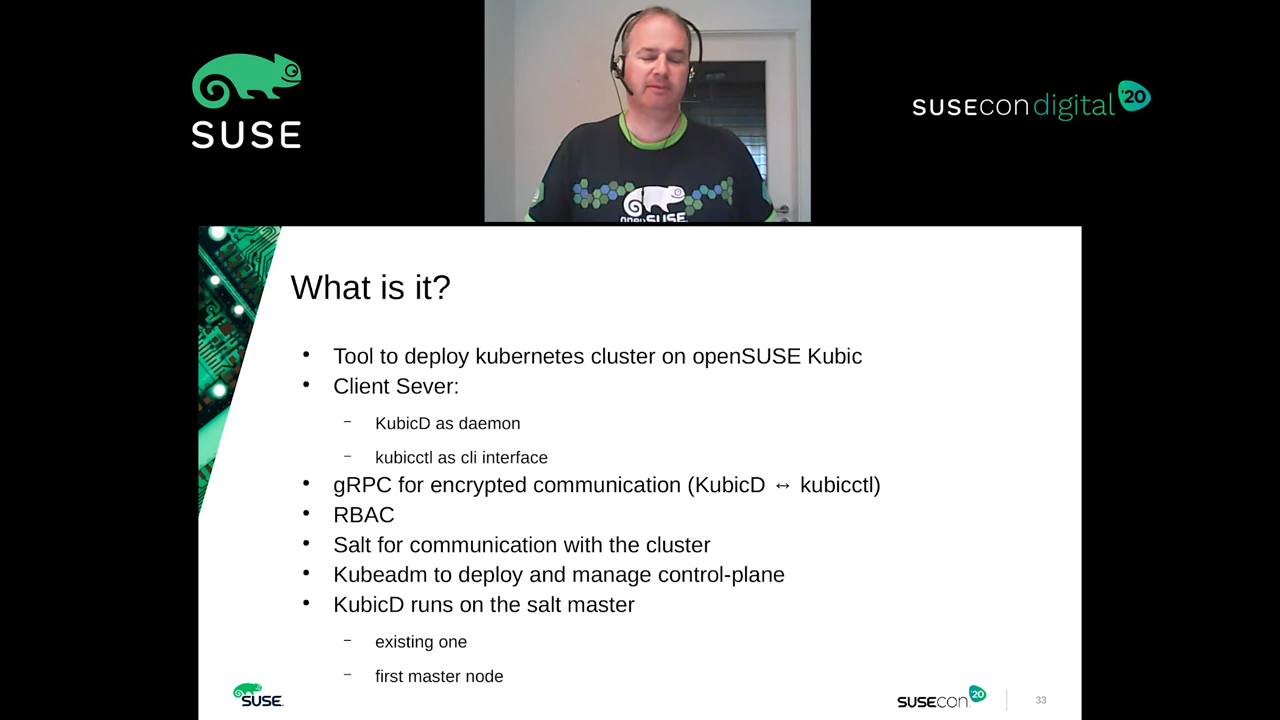 SUSE
SUSEcon digital '20
openSUSE
What is it?
• Tool to deploy kubernetes cluster on openSUSE Kubic
• Client Sever:
– KubicD as daemon
– kubicctl as cli interface
• gRPC for encrypted communication (KubicD ↔ kubicctl)
• RBAC
• Salt for communication with the cluster
• Kubeadm to deploy and manage control-plane
• KubicD runs on the salt master
– existing one
– first master node
SUSE
SUSEcon '20
33